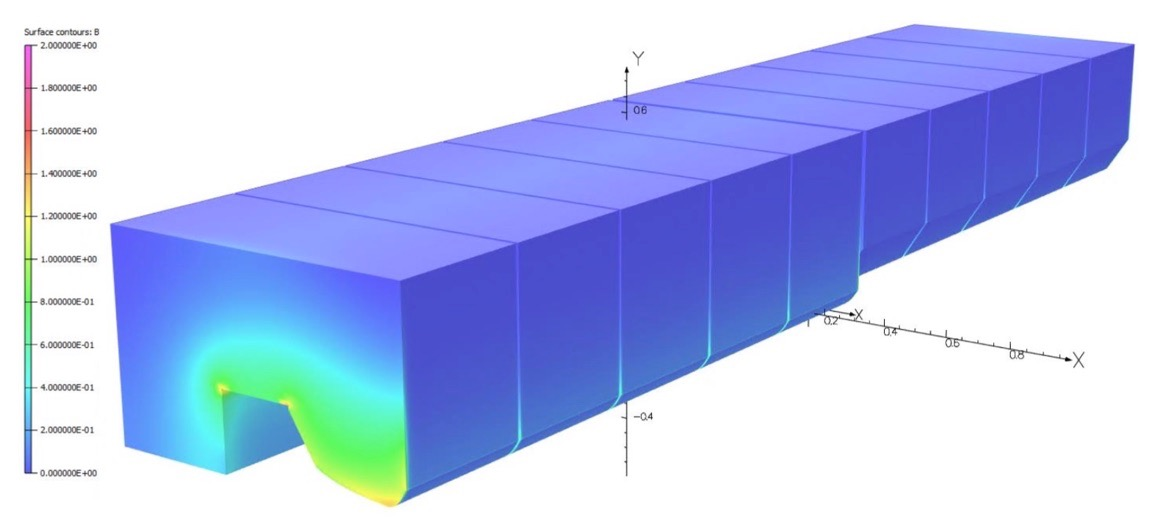 Surface contours: B
2.000000E+00
1.800000E+00
1.600000E+00
1.400000E+00
1.200000E+00
1.000000E+00
8.000000E-01
6.000000E-01
4.000000E-01
2.000000E-01
0.000000E+00
Y
0.6
X
0.2
0.4
0.6
0.8
X
-0.4